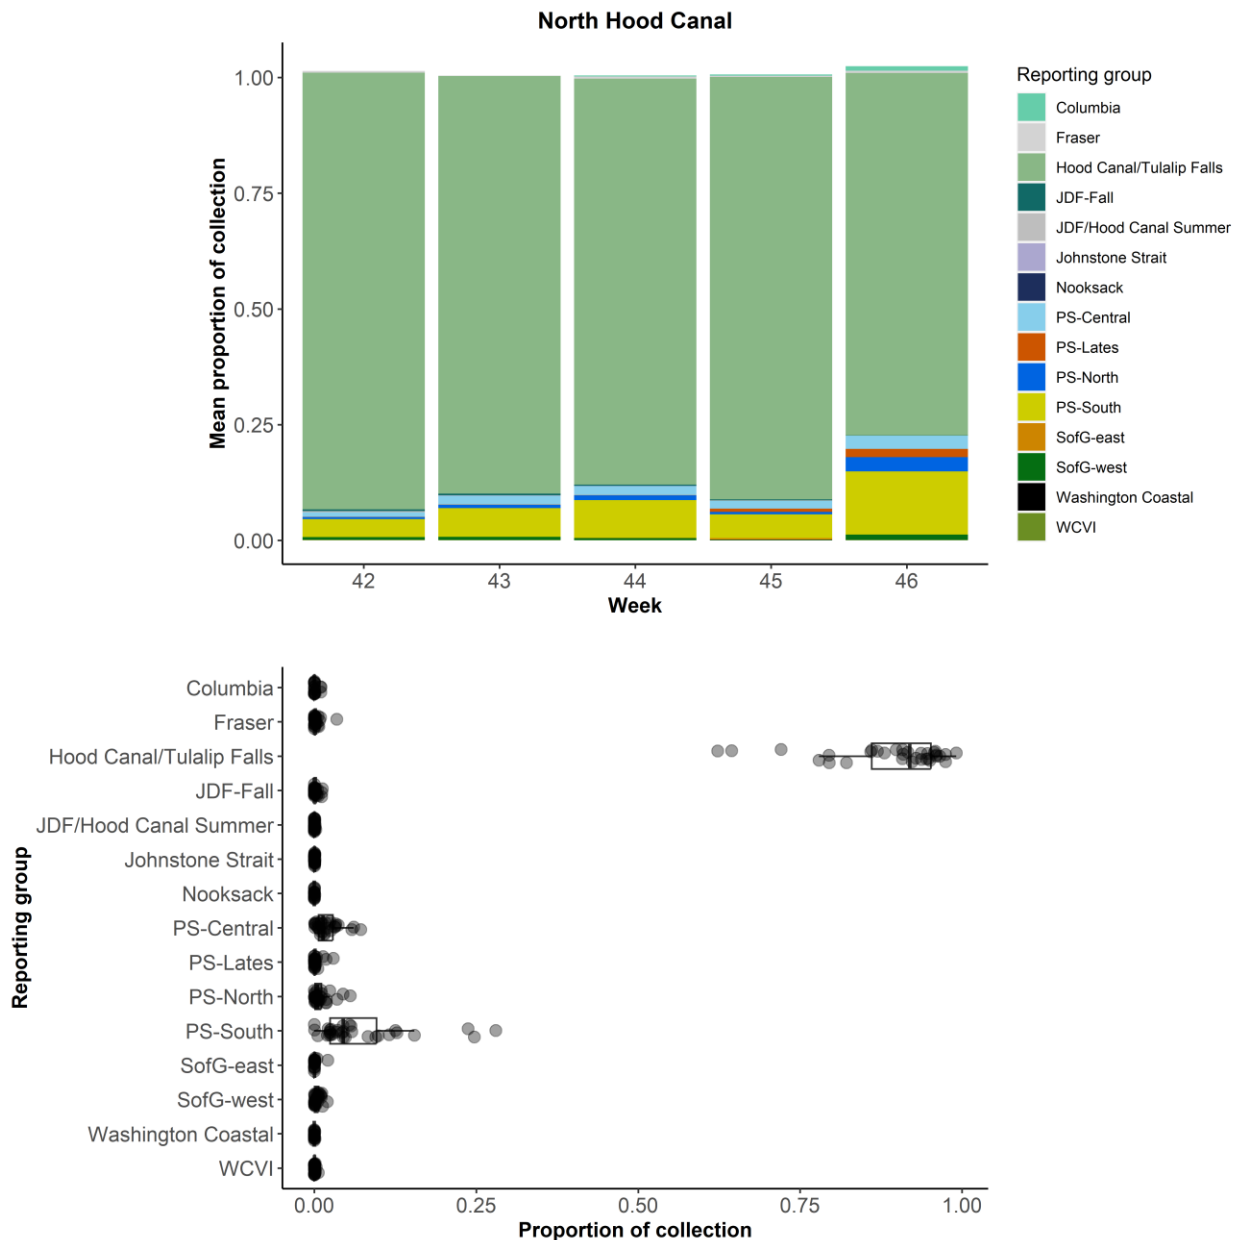 North Hood Canal
Mean proportion of collection
1.00
0.75
0.50
0.25
0.00
42 43 44 45 46
Week
Reporting group
Columbia
Fraser
Hood Canal/Tulalip Falls
JDF-Fall
JDF/Hood Canal Summer
Johnstone Strait
Nooksack
PS-Central
PS-Lates
PS-North
PS-South
SofG-east
SofG-west
Washington Coastal
WCVI
Reporting group
Columbia
Fraser
Hood Canal/Tulalip Falls
JDF-Fall
JDF/Hood Canal Summer
Johnstone Strait
Nooksack
PS-Central
PS-Lates
PS-North
PS-South
SofG-east
SofG-west
Washington Coastal
WCVI
0.00 0.25 0.50 0.75 1.00
Proportion of collection